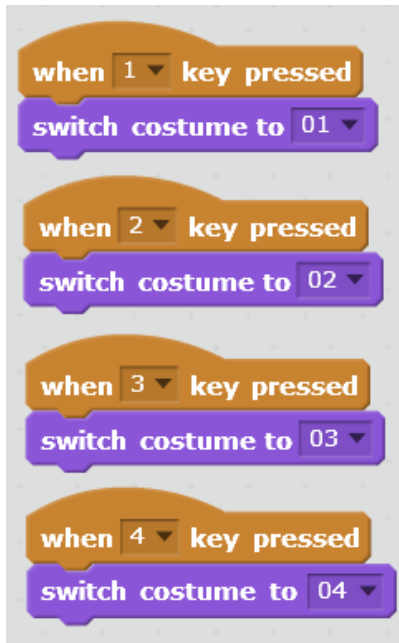 when 1 key pressed
switch costume to 01
when 2 key pressed
switch costume to 02
when 3 key pressed
switch costume to 03
when 4 key pressed
switch costume to 04